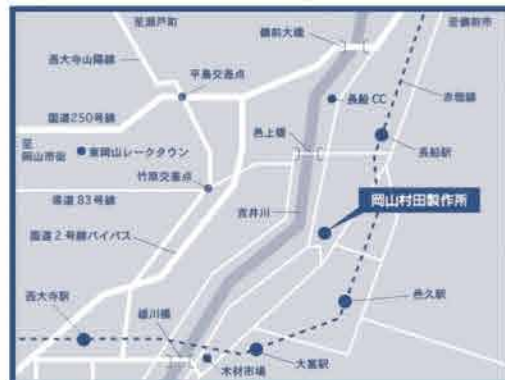 至瀬戸町
至備前市
備前大橋
西大寺山陽線
平島交差点
長船CC
赤穂線
国道250号線
邑上橋
至
岡山市街
東岡山レークタウン
長船駅
竹原交差点
県道83号線
吉井川
岡山村田製作所
国道2号線バイパス
西大寺駅
雄川橋
邑久駅
木材市場
大富駅